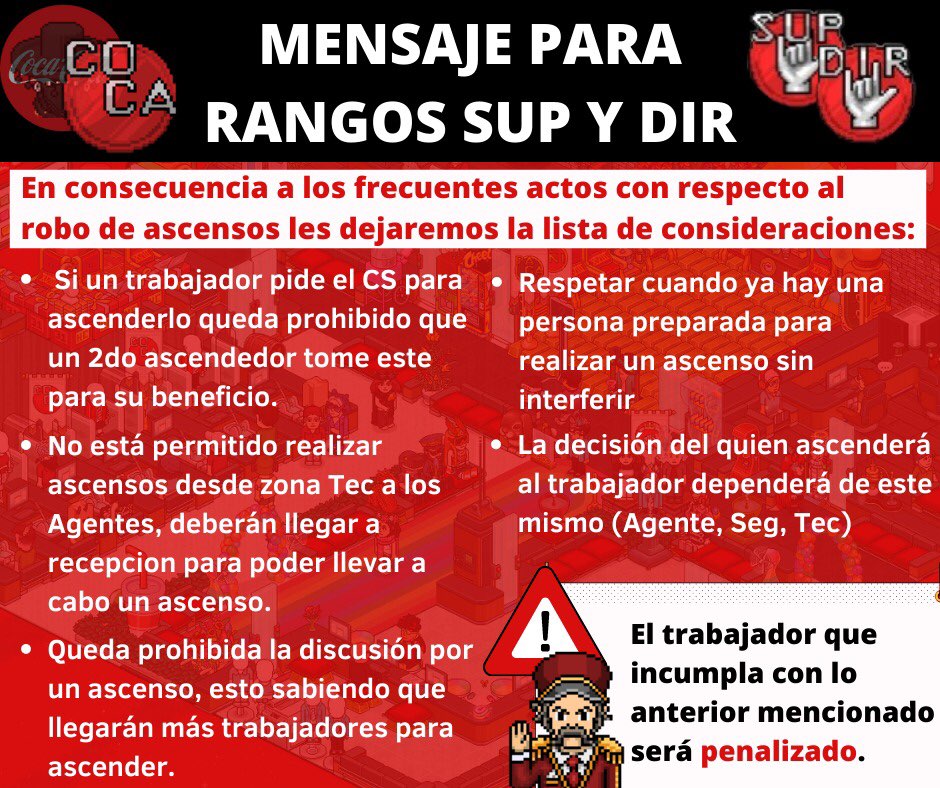 Coca
CO
CA
MENSAJE PARA
RANGOS SUP Y DIR
SUP
DIR
En consecuencia a los frecuentes actos con respecto al
robo de ascensos les dejaremos la lista de consideraciones:
• Si un trabajador pide el CS para
ascenderlo queda prohibido que
un 2do ascendedor tome este
para su beneficio.
• No está permitido realizar
ascensos desde zona Tec a los
Agentes, deberán llegar a
recepcion para poder llevar a
cabo un ascenso.
• Queda prohibida la discusión por
un ascenso, esto sabiendo que
llegarán más trabajadores para
ascender.
• Respetar cuando ya hay una
persona preparada para
realizar un ascenso sin
interferir
• La decisión del quien ascenderá
al trabajador dependerá de este
mismo (Agente, Seg, Tec)
!
El trabajador que
incumpla con lo
anterior mencionado
será penalizado.